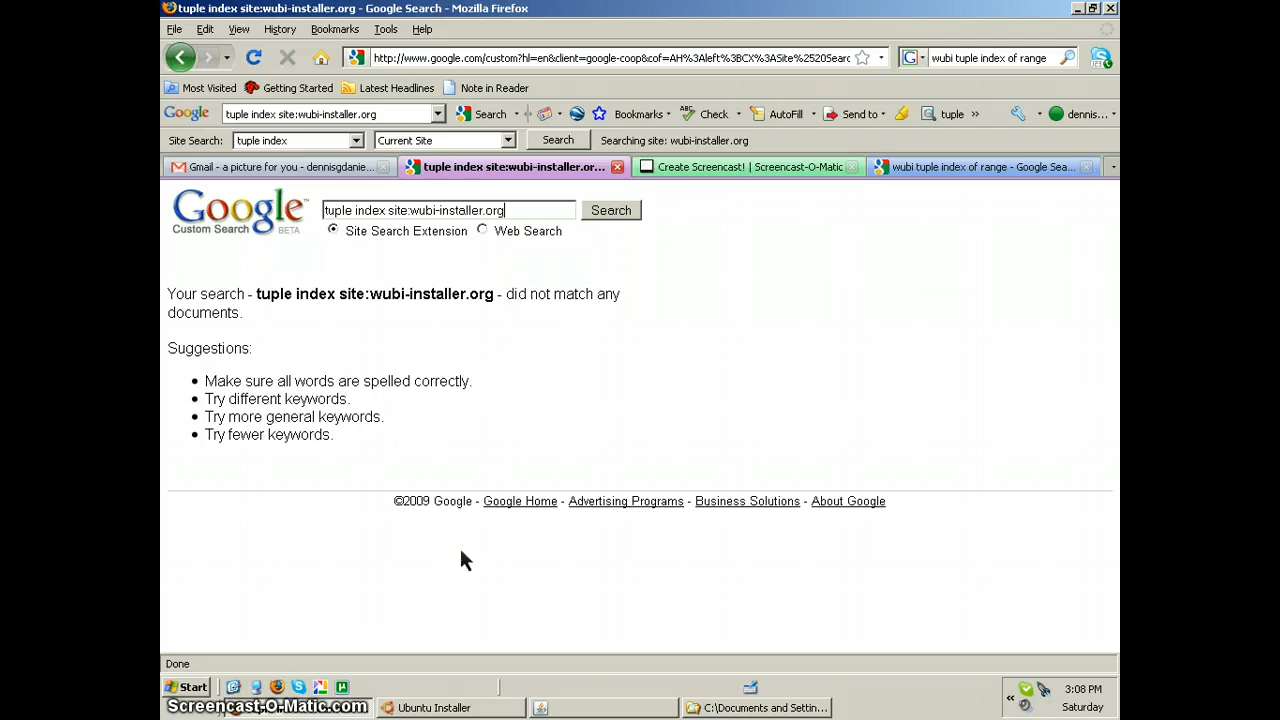 tuple index site:wubi-installer.org - Google Search - Mozilla Firefox
File Edit View History Bookmarks Tools Help
http://www.google.com/custom?hl=en&client=google-coop&cof=AH%3Aleft%3BCX%3ASite%2520Searc
wubi tuple index of range
Most Visited Getting Started Latest Headlines Note in Reader
Google tuple index site:wubi-installer.org Search Bookmarks Check AutoFill Send to tuple » dennis...
Site Search: tuple index Current Site Search Searching site: wubi-installer.org
Gmail - a picture for you - dennisgdanie... tuple index site:wubi-installer.or... Create Screencast! | Screencast-O-Matic wubi tuple index of range - Google Sea...
Google™ tuple index site:wubi-installer.org Search
Custom Search BETA Site Search Extension Web Search
Your search - tuple index site:wubi-installer.org - did not match any
documents.
Suggestions:
• Make sure all words are spelled correctly.
• Try different keywords.
• Try more general keywords.
• Try fewer keywords.
©2009 Google - Google Home - Advertising Programs - Business Solutions - About Google
Done
Start « 3:08 PM
Screencast-O-Matic.com Ubuntu Installer C:\Documents and Settin... Saturday